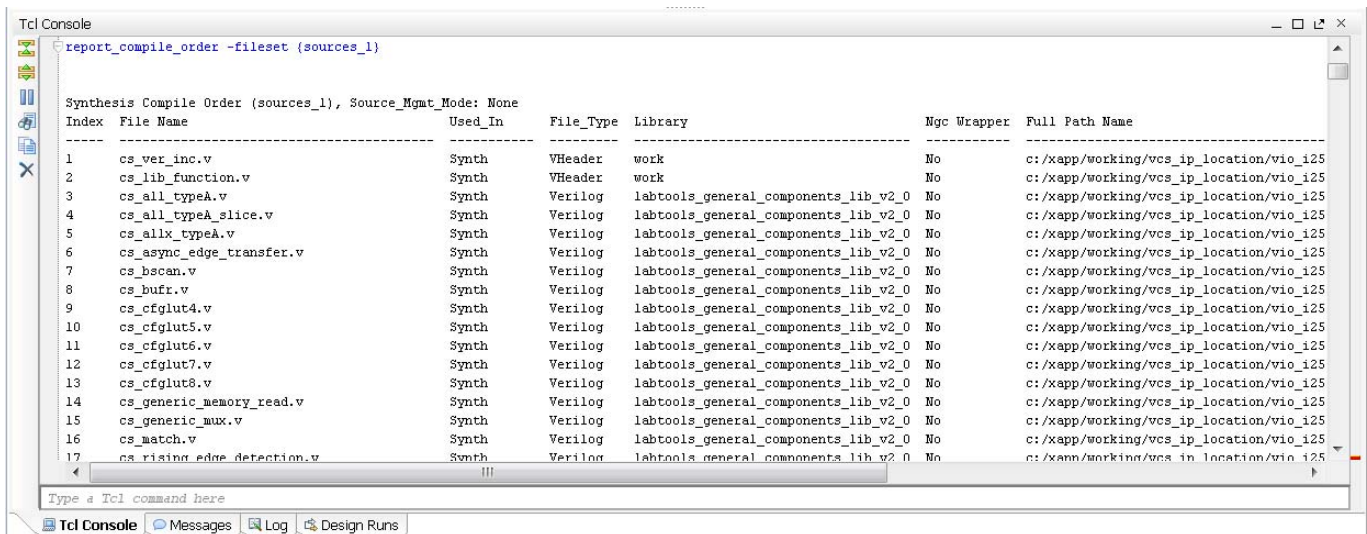 Tcl Console
report_compile_order -fileset {sources_1}
Synthesis Compile Order (sources_1), Source_Mgmt_Mode: None
Index File Name Used_In File_Type Library Ngc Wrapper Full Path Name
----- ------------------------------------- ----------- --------- ---------------------------------- ----------- ---------------------------------
1 cs_ver_inc.v Synth VHeader work No c:/xapp/working/vcs_ip_location/vio_i25
2 cs_lib_function.v Synth VHeader work No c:/xapp/working/vcs_ip_location/vio_i25
3 cs_all_typeA.v Synth Verilog labtools_general_components_lib_v2_0 No c:/xapp/working/vcs_ip_location/vio_i25
4 cs_all_typeA_slice.v Synth Verilog labtools_general_components_lib_v2_0 No c:/xapp/working/vcs_ip_location/vio_i25
5 cs_allx_typeA.v Synth Verilog labtools_general_components_lib_v2_0 No c:/xapp/working/vcs_ip_location/vio_i25
6 cs_async_edge_transfer.v Synth Verilog labtools_general_components_lib_v2_0 No c:/xapp/working/vcs_ip_location/vio_i25
7 cs_bscan.v Synth Verilog labtools_general_components_lib_v2_0 No c:/xapp/working/vcs_ip_location/vio_i25
8 cs_bufr.v Synth Verilog labtools_general_components_lib_v2_0 No c:/xapp/working/vcs_ip_location/vio_i25
9 cs_cfglut4.v Synth Verilog labtools_general_components_lib_v2_0 No c:/xapp/working/vcs_ip_location/vio_i25
10 cs_cfglut5.v Synth Verilog labtools_general_components_lib_v2_0 No c:/xapp/working/vcs_ip_location/vio_i25
11 cs_cfglut6.v Synth Verilog labtools_general_components_lib_v2_0 No c:/xapp/working/vcs_ip_location/vio_i25
12 cs_cfglut7.v Synth Verilog labtools_general_components_lib_v2_0 No c:/xapp/working/vcs_ip_location/vio_i25
13 cs_cfglut8.v Synth Verilog labtools_general_components_lib_v2_0 No c:/xapp/working/vcs_ip_location/vio_i25
14 cs_generic_memory_read.v Synth Verilog labtools_general_components_lib_v2_0 No c:/xapp/working/vcs_ip_location/vio_i25
15 cs_generic_mux.v Synth Verilog labtools_general_components_lib_v2_0 No c:/xapp/working/vcs_ip_location/vio_i25
16 cs_match.v Synth Verilog labtools_general_components_lib_v2_0 No c:/xapp/working/vcs_ip_location/vio_i25
17 cs_rising_edge_detection.v Synth Verilog labtools_general_components_lib_v2_0 No c:/xapp/working/vcs_ip_location/vio_i25
Type a Tcl command here
Tcl Console Messages Log Design Runs